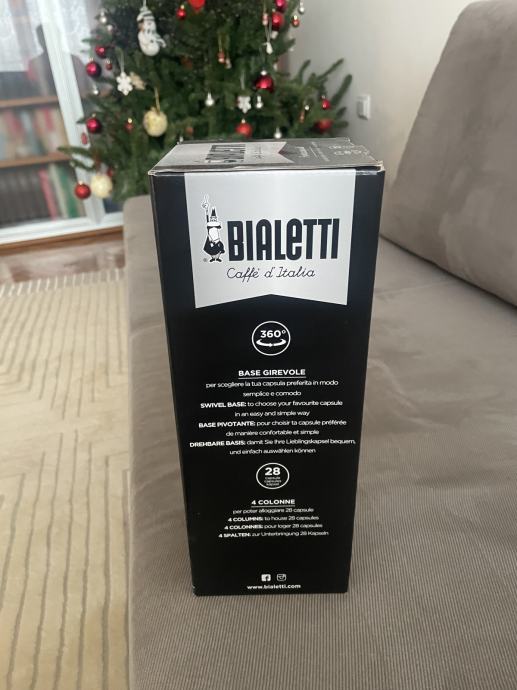 BIALETTI
BIALETTI
Caffè d'Italia
360°
BASE GIREVOLE
per scegliere la tua capsula preferita in modo
semplice e comodo
SWIVEL BASE: to choose your favourite capsule
in an easy and simple way
BASE PIVOTANTE: pour choisir ta capsule préférée
de manière confortable et simple
DREHBARE BASIS: damit Sie Ihre Lieblingskapsel bequem,
und einfach auswählen können
28
4 COLONNE
per poter alloggiare 28 capsule
4 COLUMNS: to house 28 capsules
4 COLONNES: pour loger 28 capsules
4 SPALTEN: zur Unterbringung 28 Kapseln
www.bialetti.com